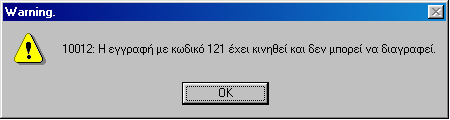 Warning.
10012: Η εγγραφή με κωδικό 121 έχει κινηθεί και δεν μπορεί να διαγραφεί.
OK